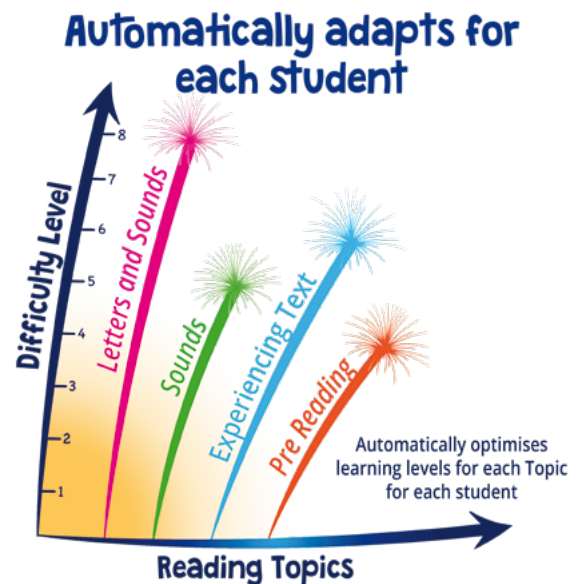 Automatically adapts for
each student
8
7
6
5
4
3
2
1
Difficulty Level
Letters and Sounds
Sounds
Experiencing Text
Pre Reading
Automatically optimises
learning levels for each Topic
for each student
Reading Topics